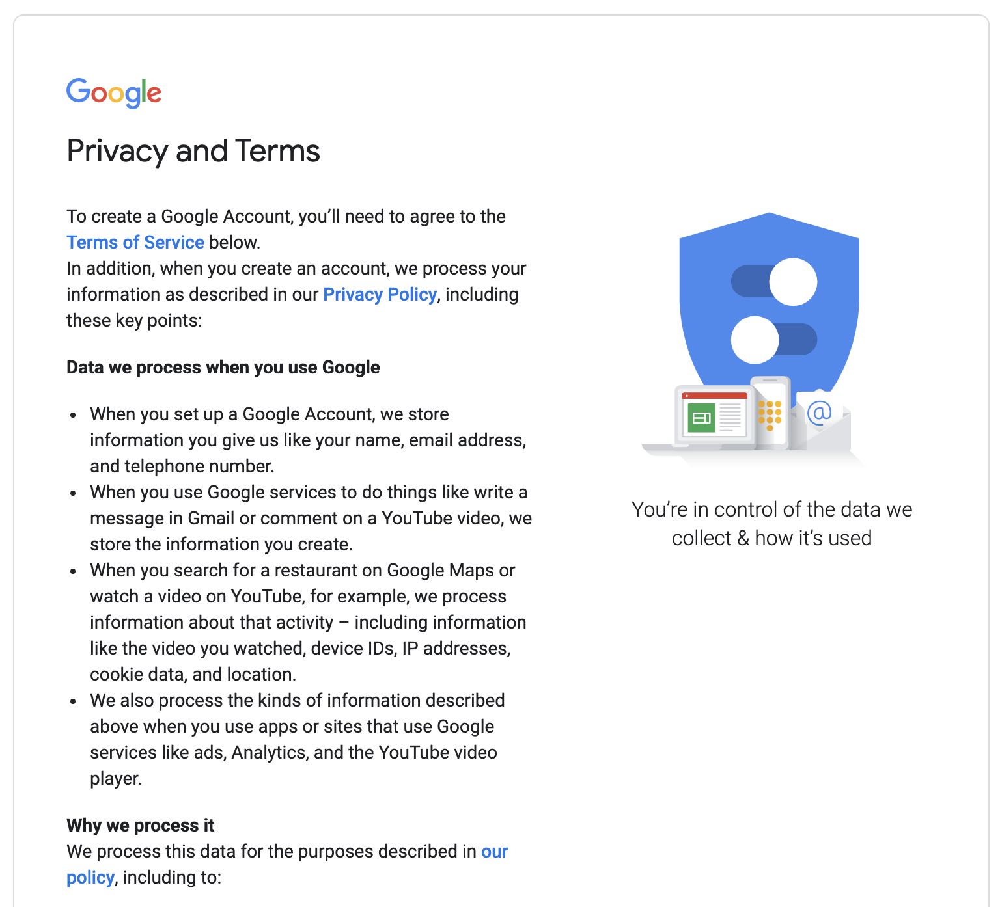 Google
Privacy and Terms
To create a Google Account, you’ll need to agree to the
Terms of Service below.
In addition, when you create an account, we process your
information as described in our Privacy Policy, including
these key points:
Data we process when you use Google
• When you set up a Google Account, we store
information you give us like your name, email address,
and telephone number.
• When you use Google services to do things like write a
message in Gmail or comment on a YouTube video, we
store the information you create.
• When you search for a restaurant on Google Maps or
watch a video on YouTube, for example, we process
information about that activity – including information
like the video you watched, device IDs, IP addresses,
cookie data, and location.
• We also process the kinds of information described
above when you use apps or sites that use Google
services like ads, Analytics, and the YouTube video
player.
Why we process it
We process this data for the purposes described in our
policy, including to:
@
You’re in control of the data we
collect & how it’s used